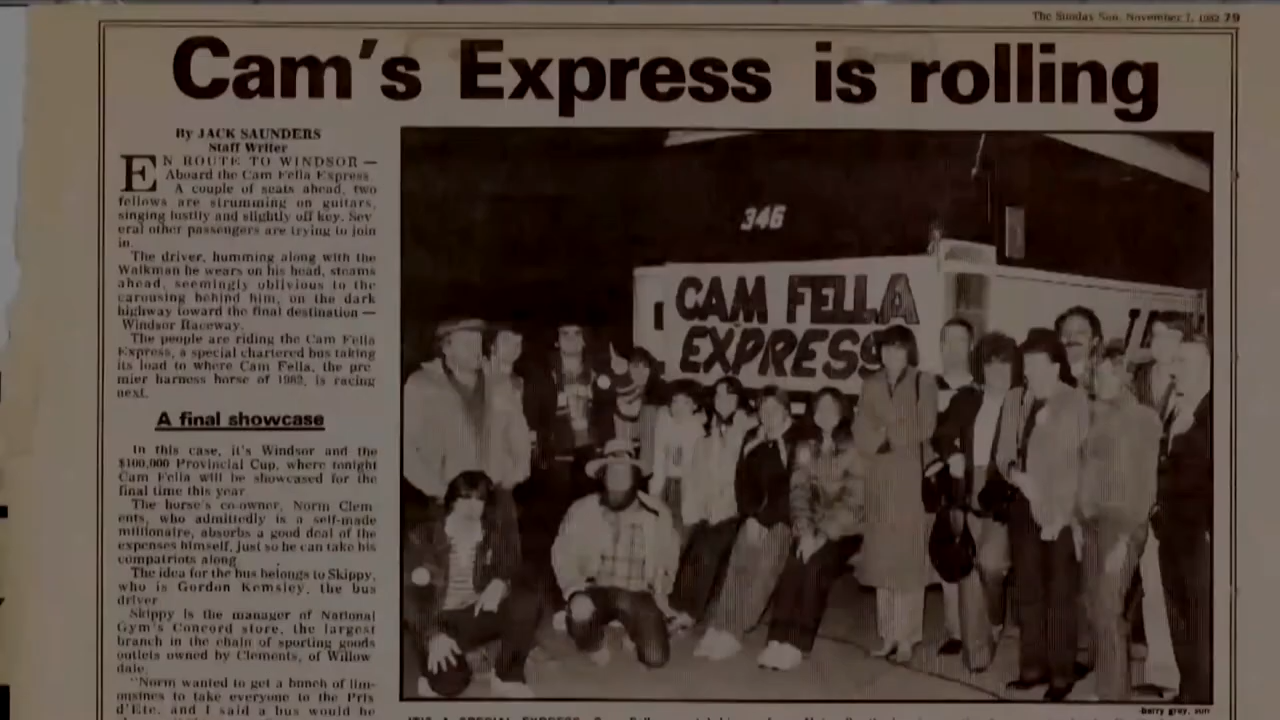 The Sunday Sun, November 7, 1982 79
Cam's Express is rolling
By JACK SAUNDERS
Staff Writer
EN ROUTE TO WINDSOR —
Aboard the Cam Fella Express.
A couple of seats ahead, two
fellows are strumming on guitars,
singing lustily and slightly off key. Sev-
eral other passengers are trying to join
in.
The driver, humming along with the
Walkman he wears on his head, steams
ahead, seemingly oblivious to the
carousing behind him, on the dark
highway toward the final destination —
Windsor Raceway.
The people are riding the Cam Fella
Express, a special chartered bus taking
its load to where Cam Fella, the pre-
mier harness horse of 1982, is racing
next.
A final showcase
In this case, it's Windsor and the
$100,000 Provincial Cup, where tonight
Cam Fella will be showcased for the
final time this year.
The horse's co-owner, Norm Clem-
ents, who admittedly is a self-made
millionaire, absorbs a good deal of the
expenses himself, just so he can take his
compatriots along.
The idea for the bus belongs to Skippy,
who is Gordon Kemsley, the bus
driver.
Skippy is the manager of National
Gym's Concord store, the largest
branch in the chain of sporting goods
outlets owned by Clements, of Willow-
dale.
"Norm wanted to get a bunch of lim-
ousines to take everyone to the Prix
d'Ete, and I said a bus would be
346
CAM FELLA
EXPRESS
-barry gray, sun
IT'S A SPECIAL EXPRESS